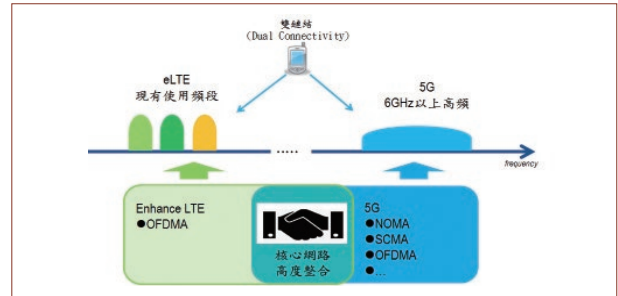 雙鏈結
(Dual Connectivity)
eLTE
現有使用頻段
5G
6GHz以上高頻
.....
frequency
Enhance LTE
●OFDMA
核心網路
高度整合
5G
●NOMA
●SCMA
●OFDMA
●...